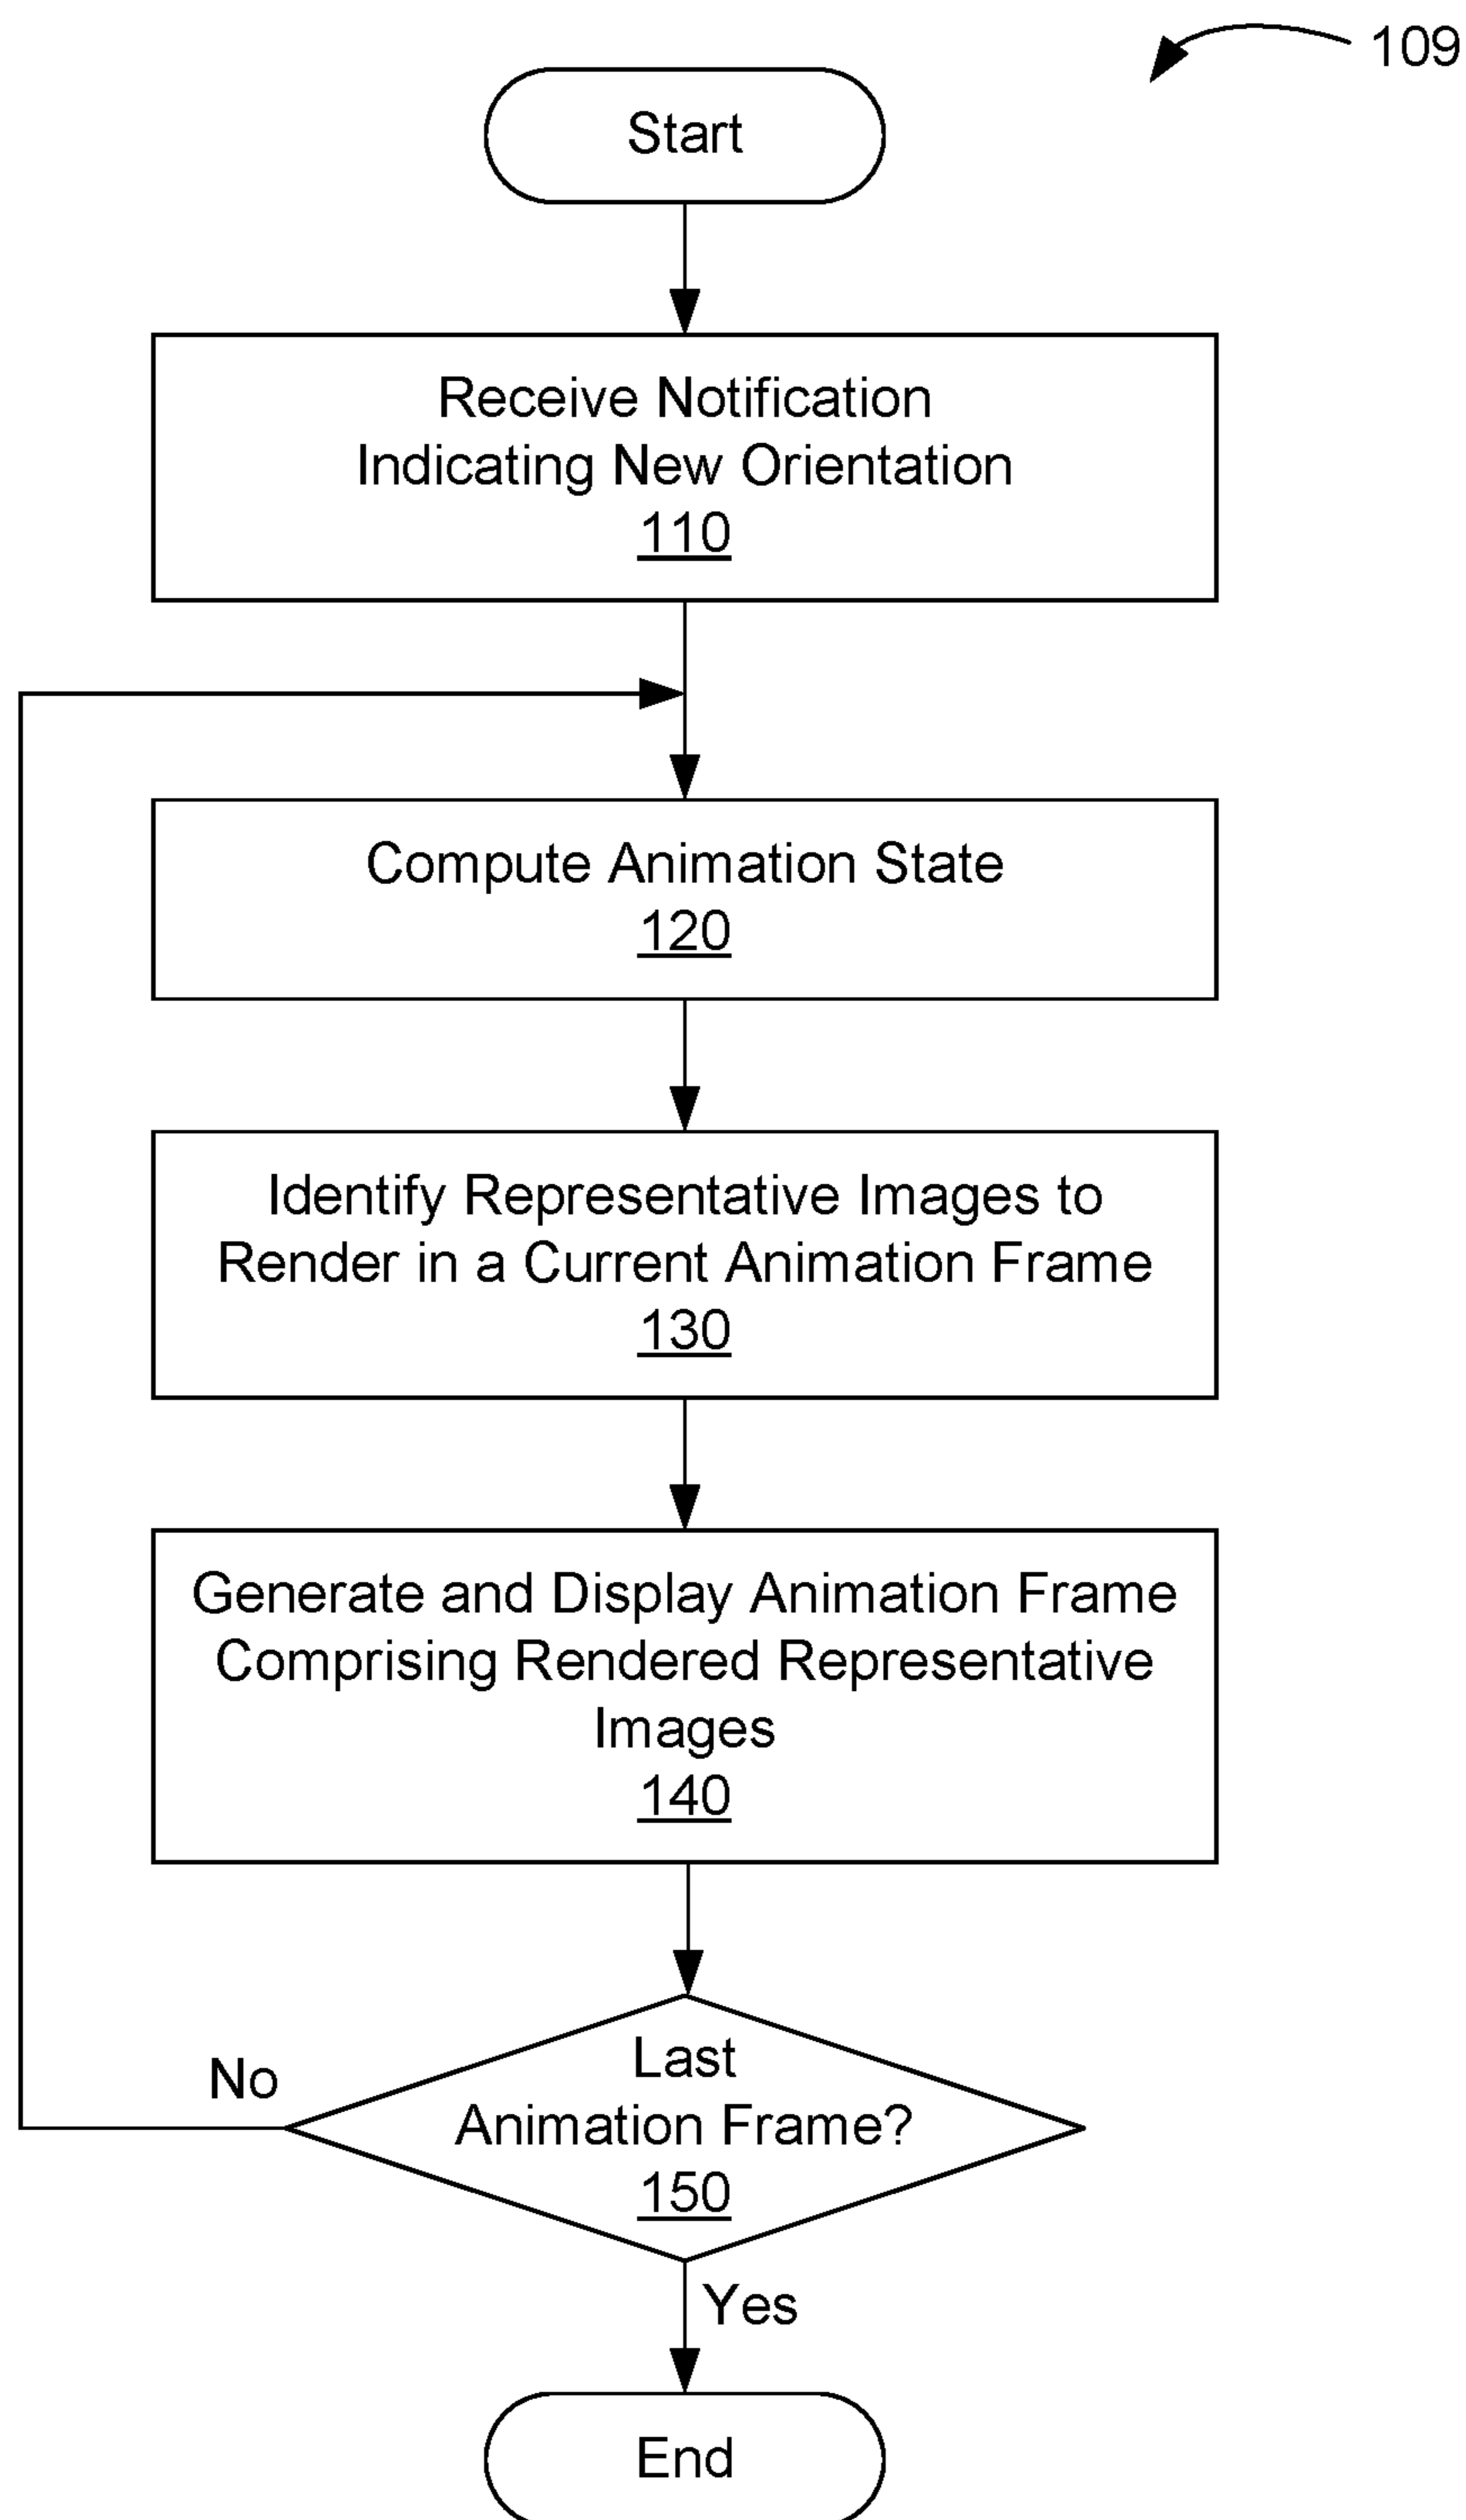 109
Start
Receive Notification
Indicating New Orientation
110
Compute Animation State
120
Identify Representative Images to
Render in a Current Animation Frame
130
Generate and Display Animation Frame
Comprising Rendered Representative
Images
140
Last
Animation Frame?
150
No
Yes
End